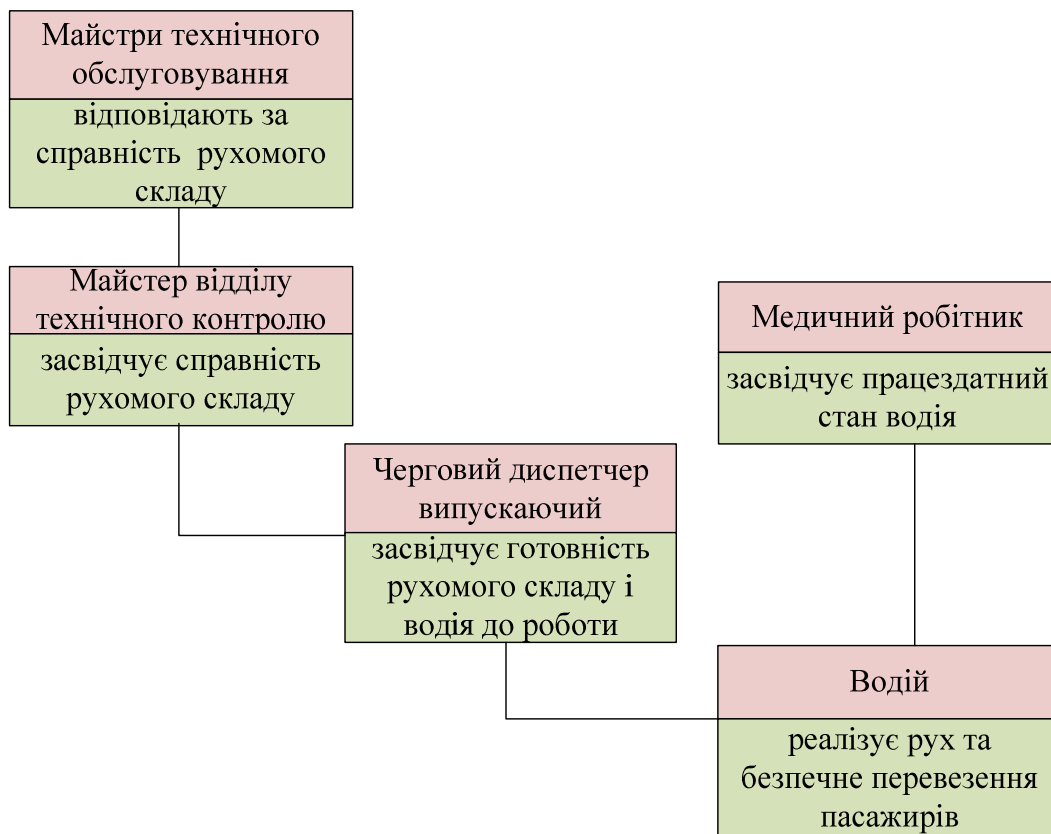 Майстри технічного
обслуговування
відповідають за
справність рухомого
складу
Майстер відділу
технічного контролю
засвідчує справність
рухомого складу
Медичний робітник
засвідчує працездатний
стан водія
Черговий диспетчер
випускаючий
засвідчує готовність
рухомого складу і
водія до роботи
Водій
реалізує рух та
безпечне перевезення
пасажирів